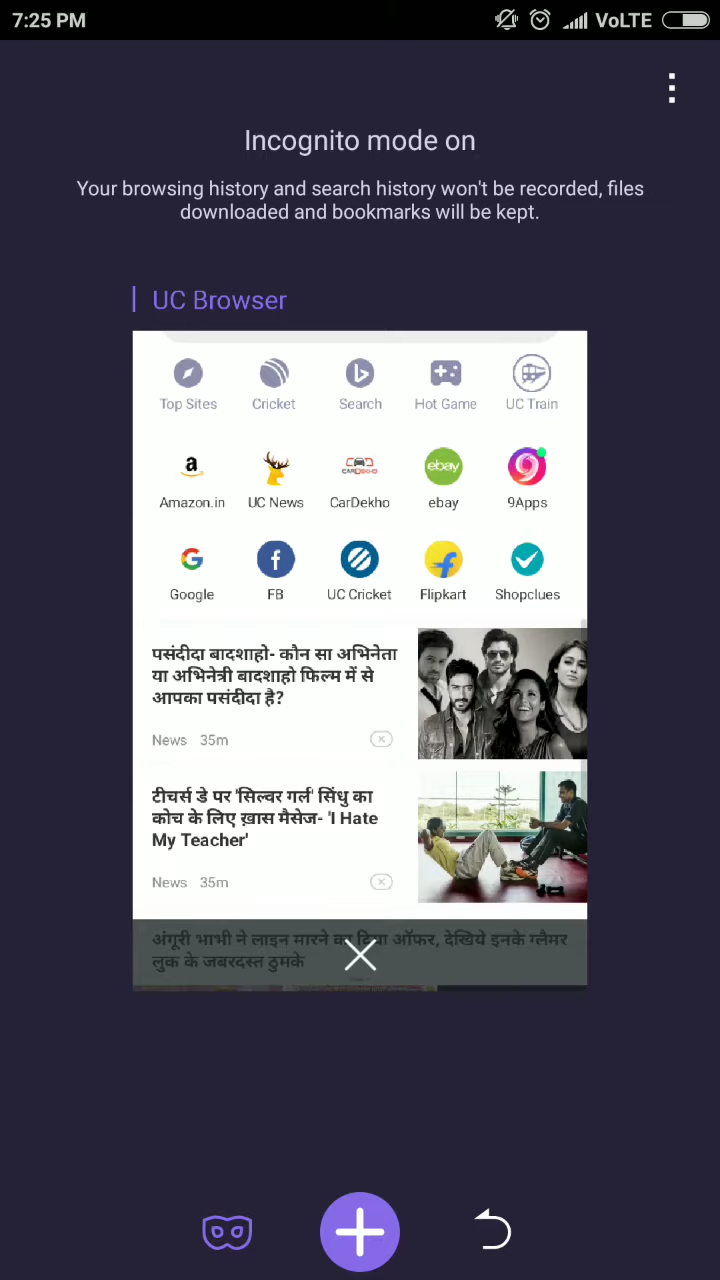 7:25 PM
VoLTE
Incognito mode on
Your browsing history and search history won't be recorded, files
downloaded and bookmarks will be kept.
UC Browser
Top Sites Cricket Search Hot Game UC Train
a
CARDEKHO
ebay
9
Amazon.in UC News CarDekho ebay 9Apps
G
f
f
Google FB UC Cricket Flipkart Shopclues
पसंदीदा बादशाहो- कौन सा अभिनेता
या अभिनेत्री बादशाहो फिल्म में से
आपका पसंदीदा है?
News 35m
टीचर्स डे पर 'सिल्वर गर्ल' सिंधु का
कोच के लिए ख़ास मैसेज- 'I Hate
My Teacher'
News 35m
अंगूरी भाभी ने लाइन मारने का दिया ऑफर, देखिये इनके ग्लैमर
लुक के जबरदस्त ठुमके